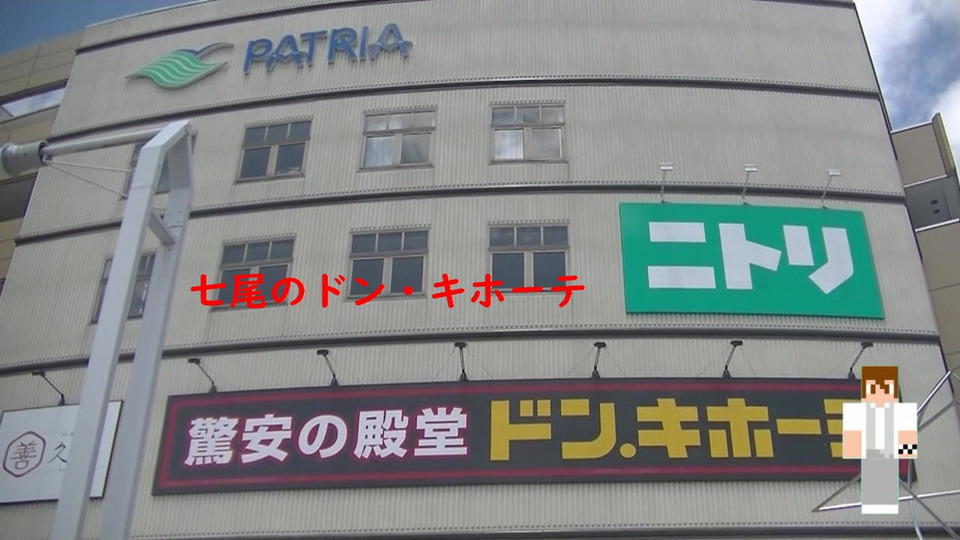 PATRIA
ニトリ
七尾のドン・キホーテ
驚安の殿堂 ドン.キホーテ
善 久